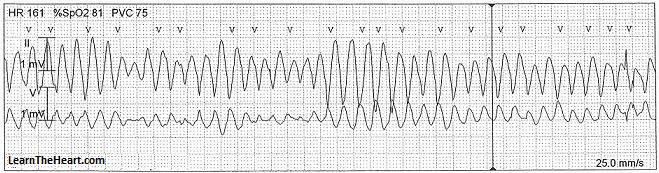 HR 161 %SpO2 81 PVC 75
V V V V V V V V V V V V V V V V V V V V V V V
II
1 mV
V
1 mV
LearnTheHeart.com
25.0 mm/s